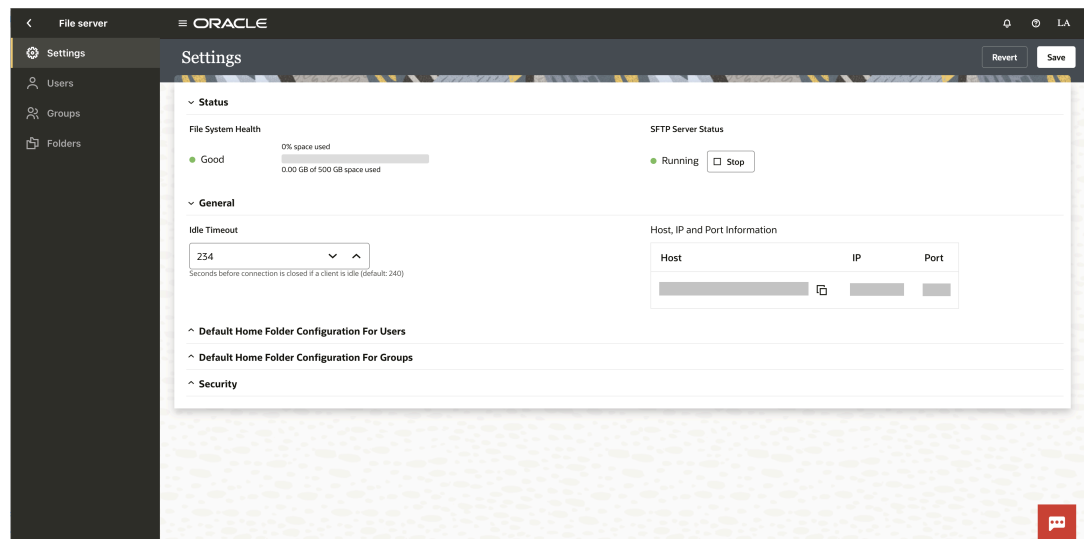 File server
ORACLE
LA
Settings
Users
Groups
Folders
Settings
Revert
Save
Status
File System Health
SFTP Server Status
Good
0% space used
0.00 GB of 500 GB space used
Running
Stop
General
Idle Timeout
Host, IP and Port Information
234
Seconds before connection is closed if a client is idle (default: 240)
Host IP Port
Default Home Folder Configuration For Users
Default Home Folder Configuration For Groups
Security